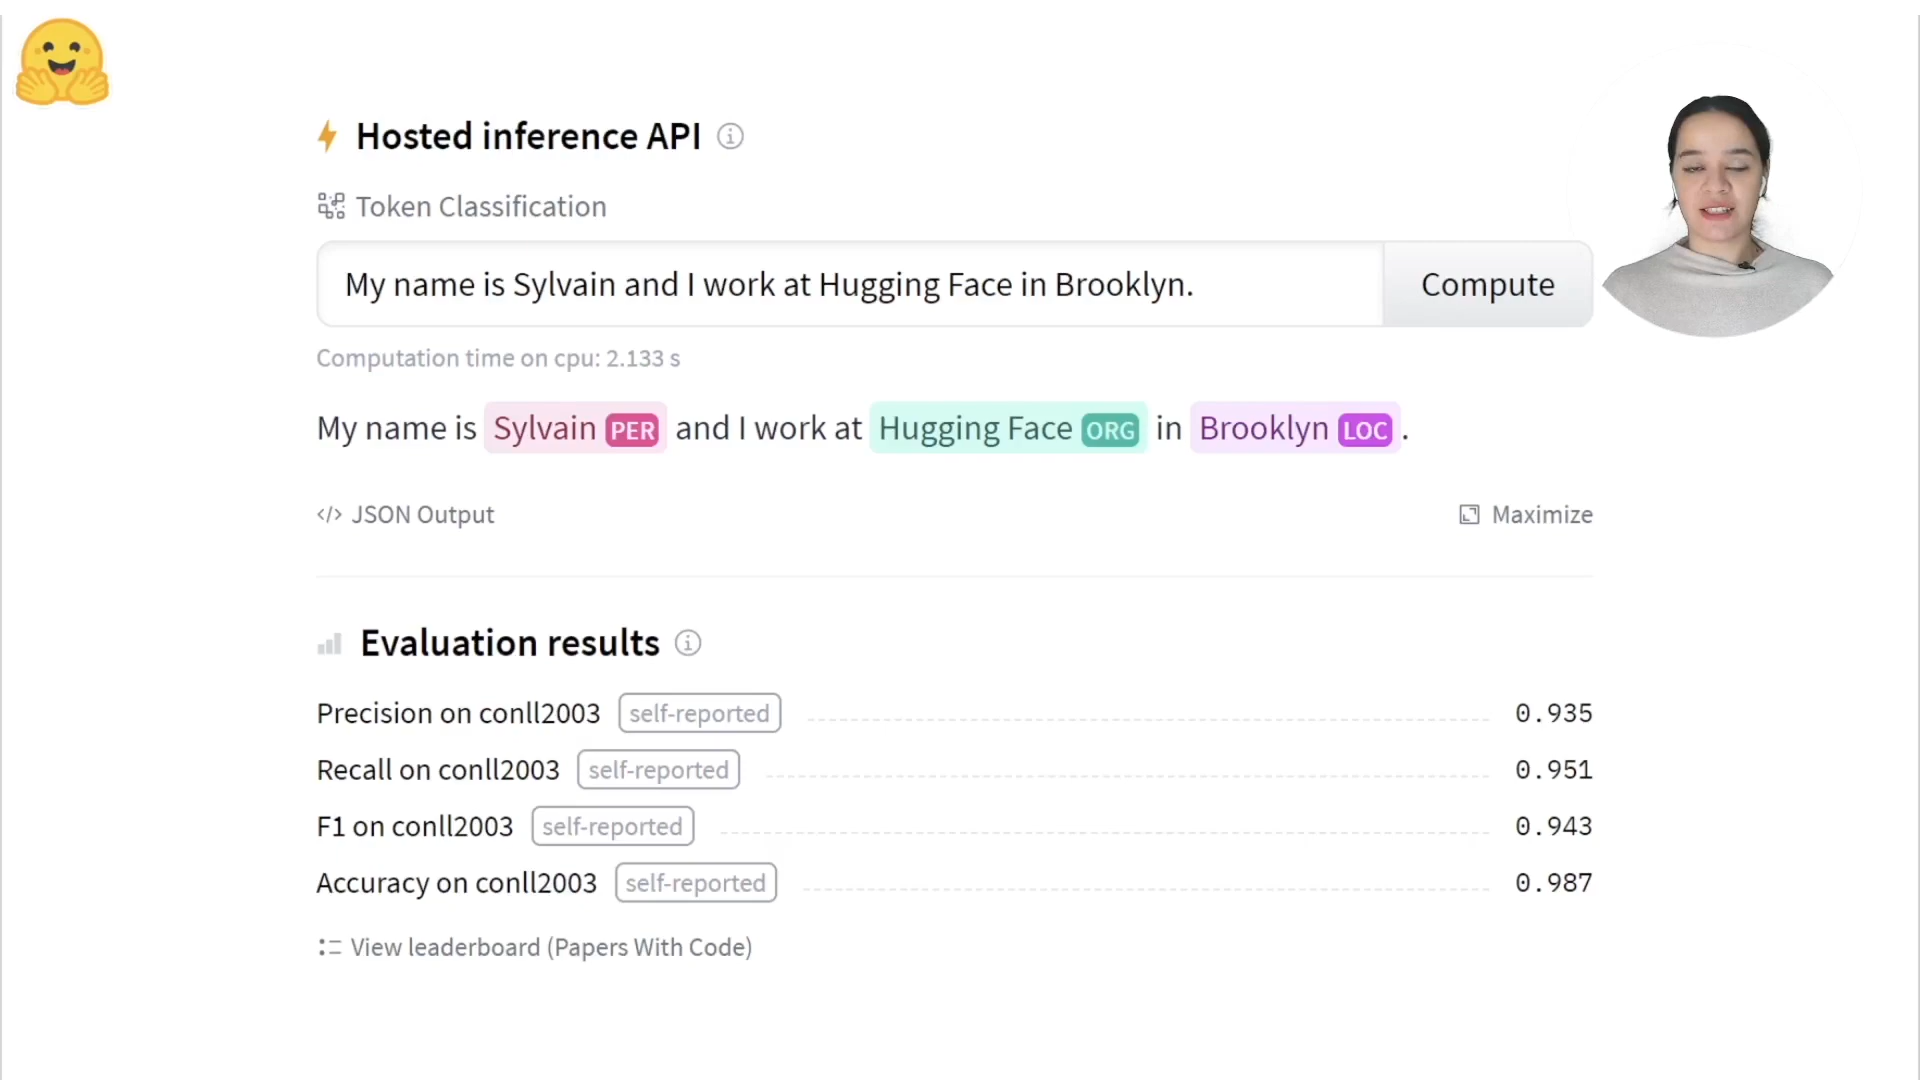 Hosted inference API
Token Classification
My name is Sylvain and I work at Hugging Face in Brooklyn.
Compute
Computation time on cpu: 2.133 s
My name is Sylvain PER and I work at Hugging Face ORG in Brooklyn LOC .
</> JSON Output
Maximize
Evaluation results
Precision on conll2003 self-reported 0.935
Recall on conll2003 self-reported 0.951
F1 on conll2003 self-reported 0.943
Accuracy on conll2003 self-reported 0.987
View leaderboard (Papers With Code)